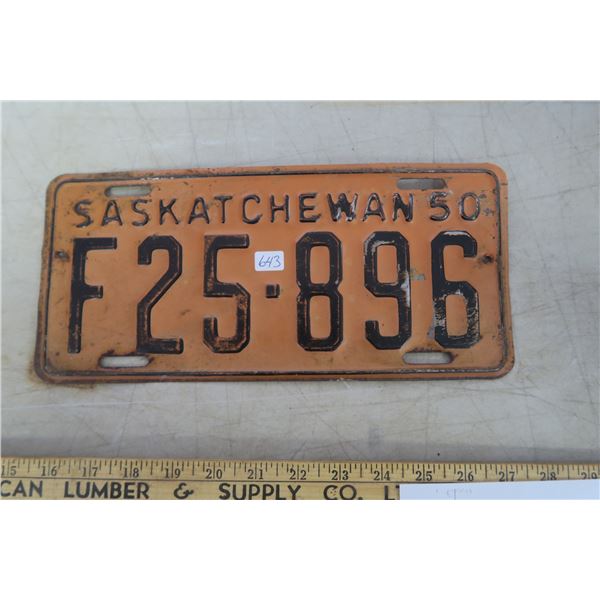 SASKATCHEWAN 50
F25·896
643
15 16 17 18 19 20 21 22 23 24 25 26 27 28 29
CAN LUMBER & SUPPLY CO. L